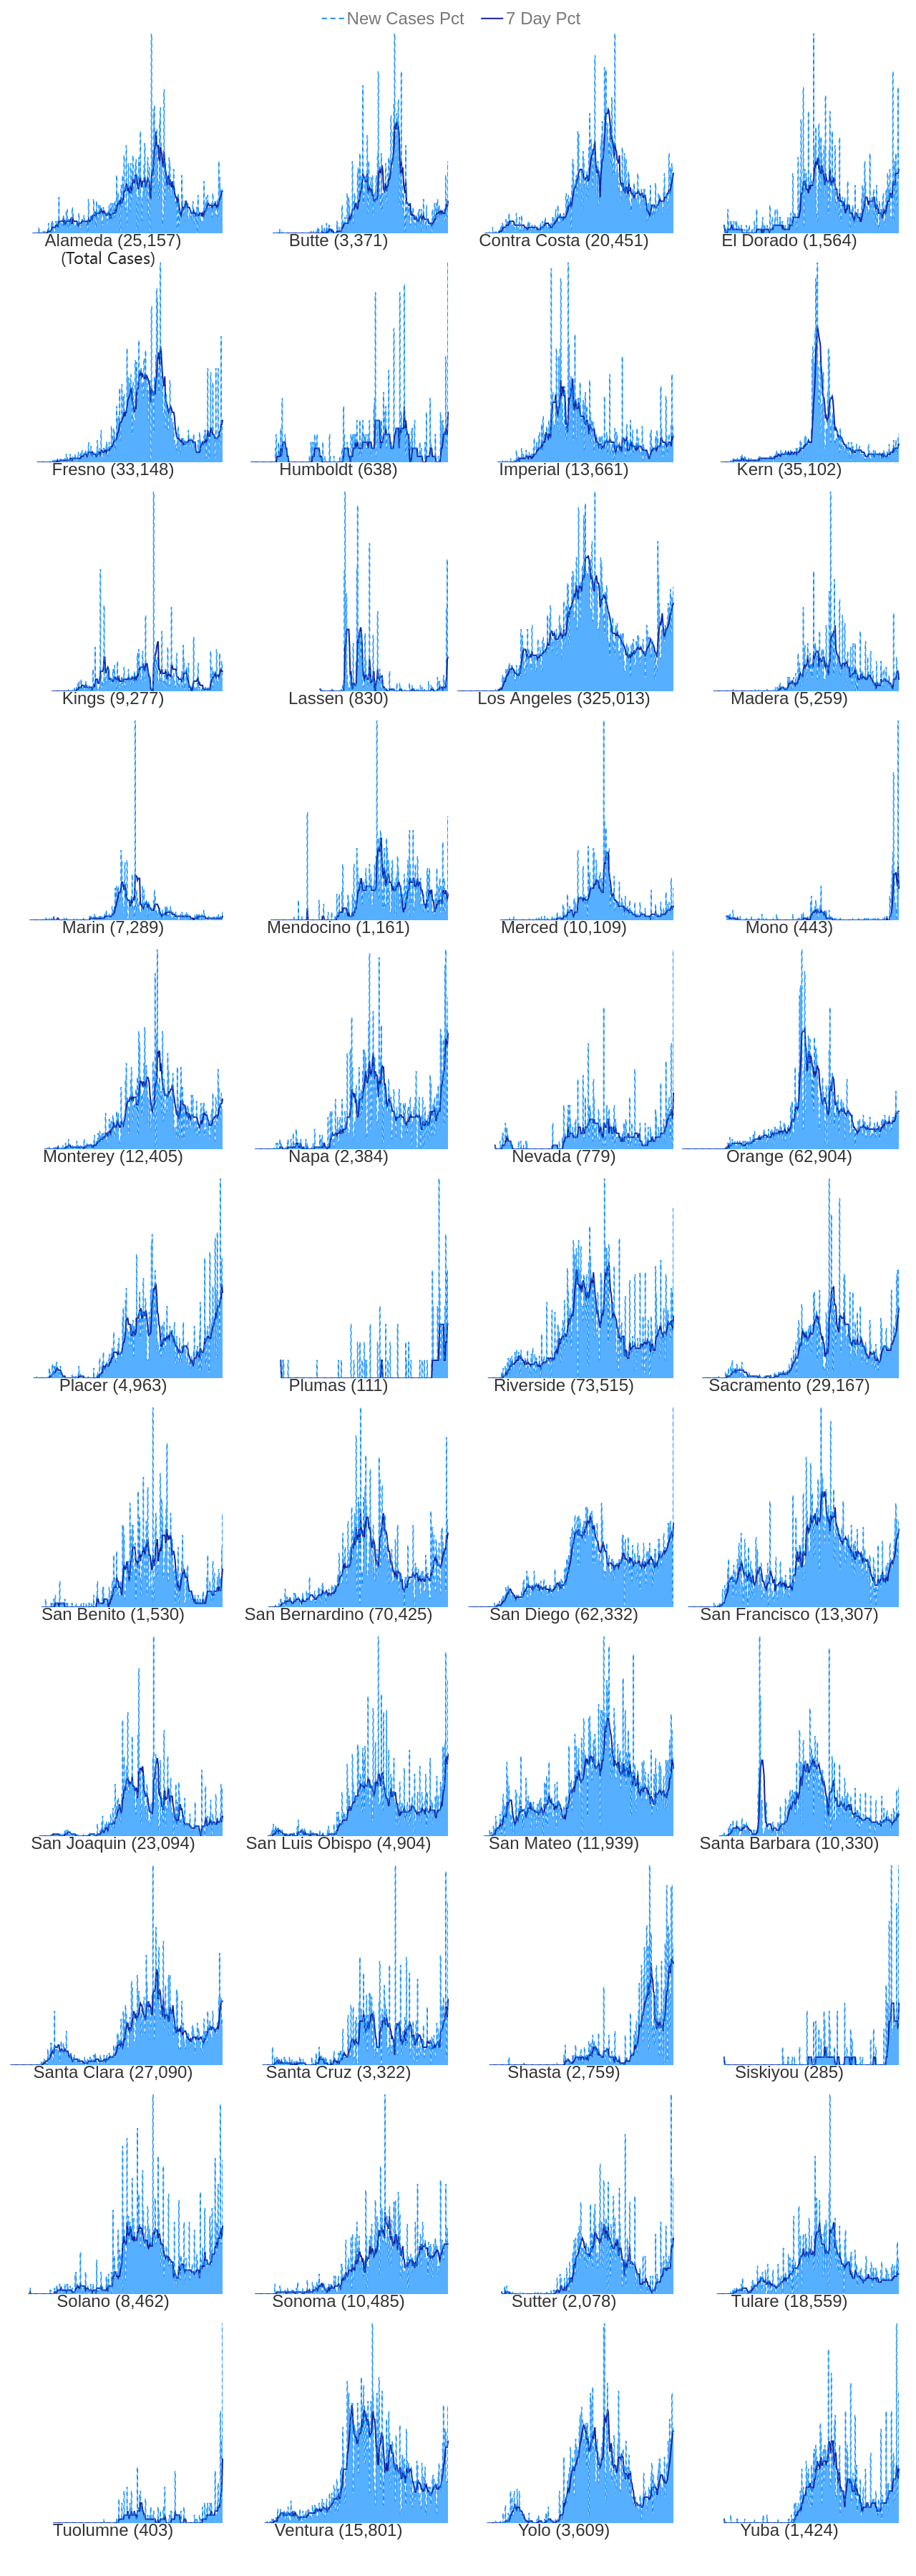 New Cases Pct 7 Day Pct
Alameda (25,157) Butte (3,371) Contra Costa (20,451) El Dorado (1,564)
(Total Cases)
Fresno (33,148) Humboldt (638) Imperial (13,661) Kern (35,102)
Kings (9,277) Lassen (830) Los Angeles (325,013) Madera (5,259)
Marin (7,289) Mendocino (1,161) Merced (10,109) Mono (443)
Monterey (12,405) Napa (2,384) Nevada (779) Orange (62,904)
Placer (4,963) Plumas (111) Riverside (73,515) Sacramento (29,167)
San Benito (1,530) San Bernardino (70,425) San Diego (62,332) San Francisco (13,307)
San Joaquin (23,094) San Luis Obispo (4,904) San Mateo (11,939) Santa Barbara (10,330)
Santa Clara (27,090) Santa Cruz (3,322) Shasta (2,759) Siskiyou (285)
Solano (8,462) Sonoma (10,485) Sutter (2,078) Tulare (18,559)
Tuolumne (403) Ventura (15,801) Yolo (3,609) Yuba (1,424)